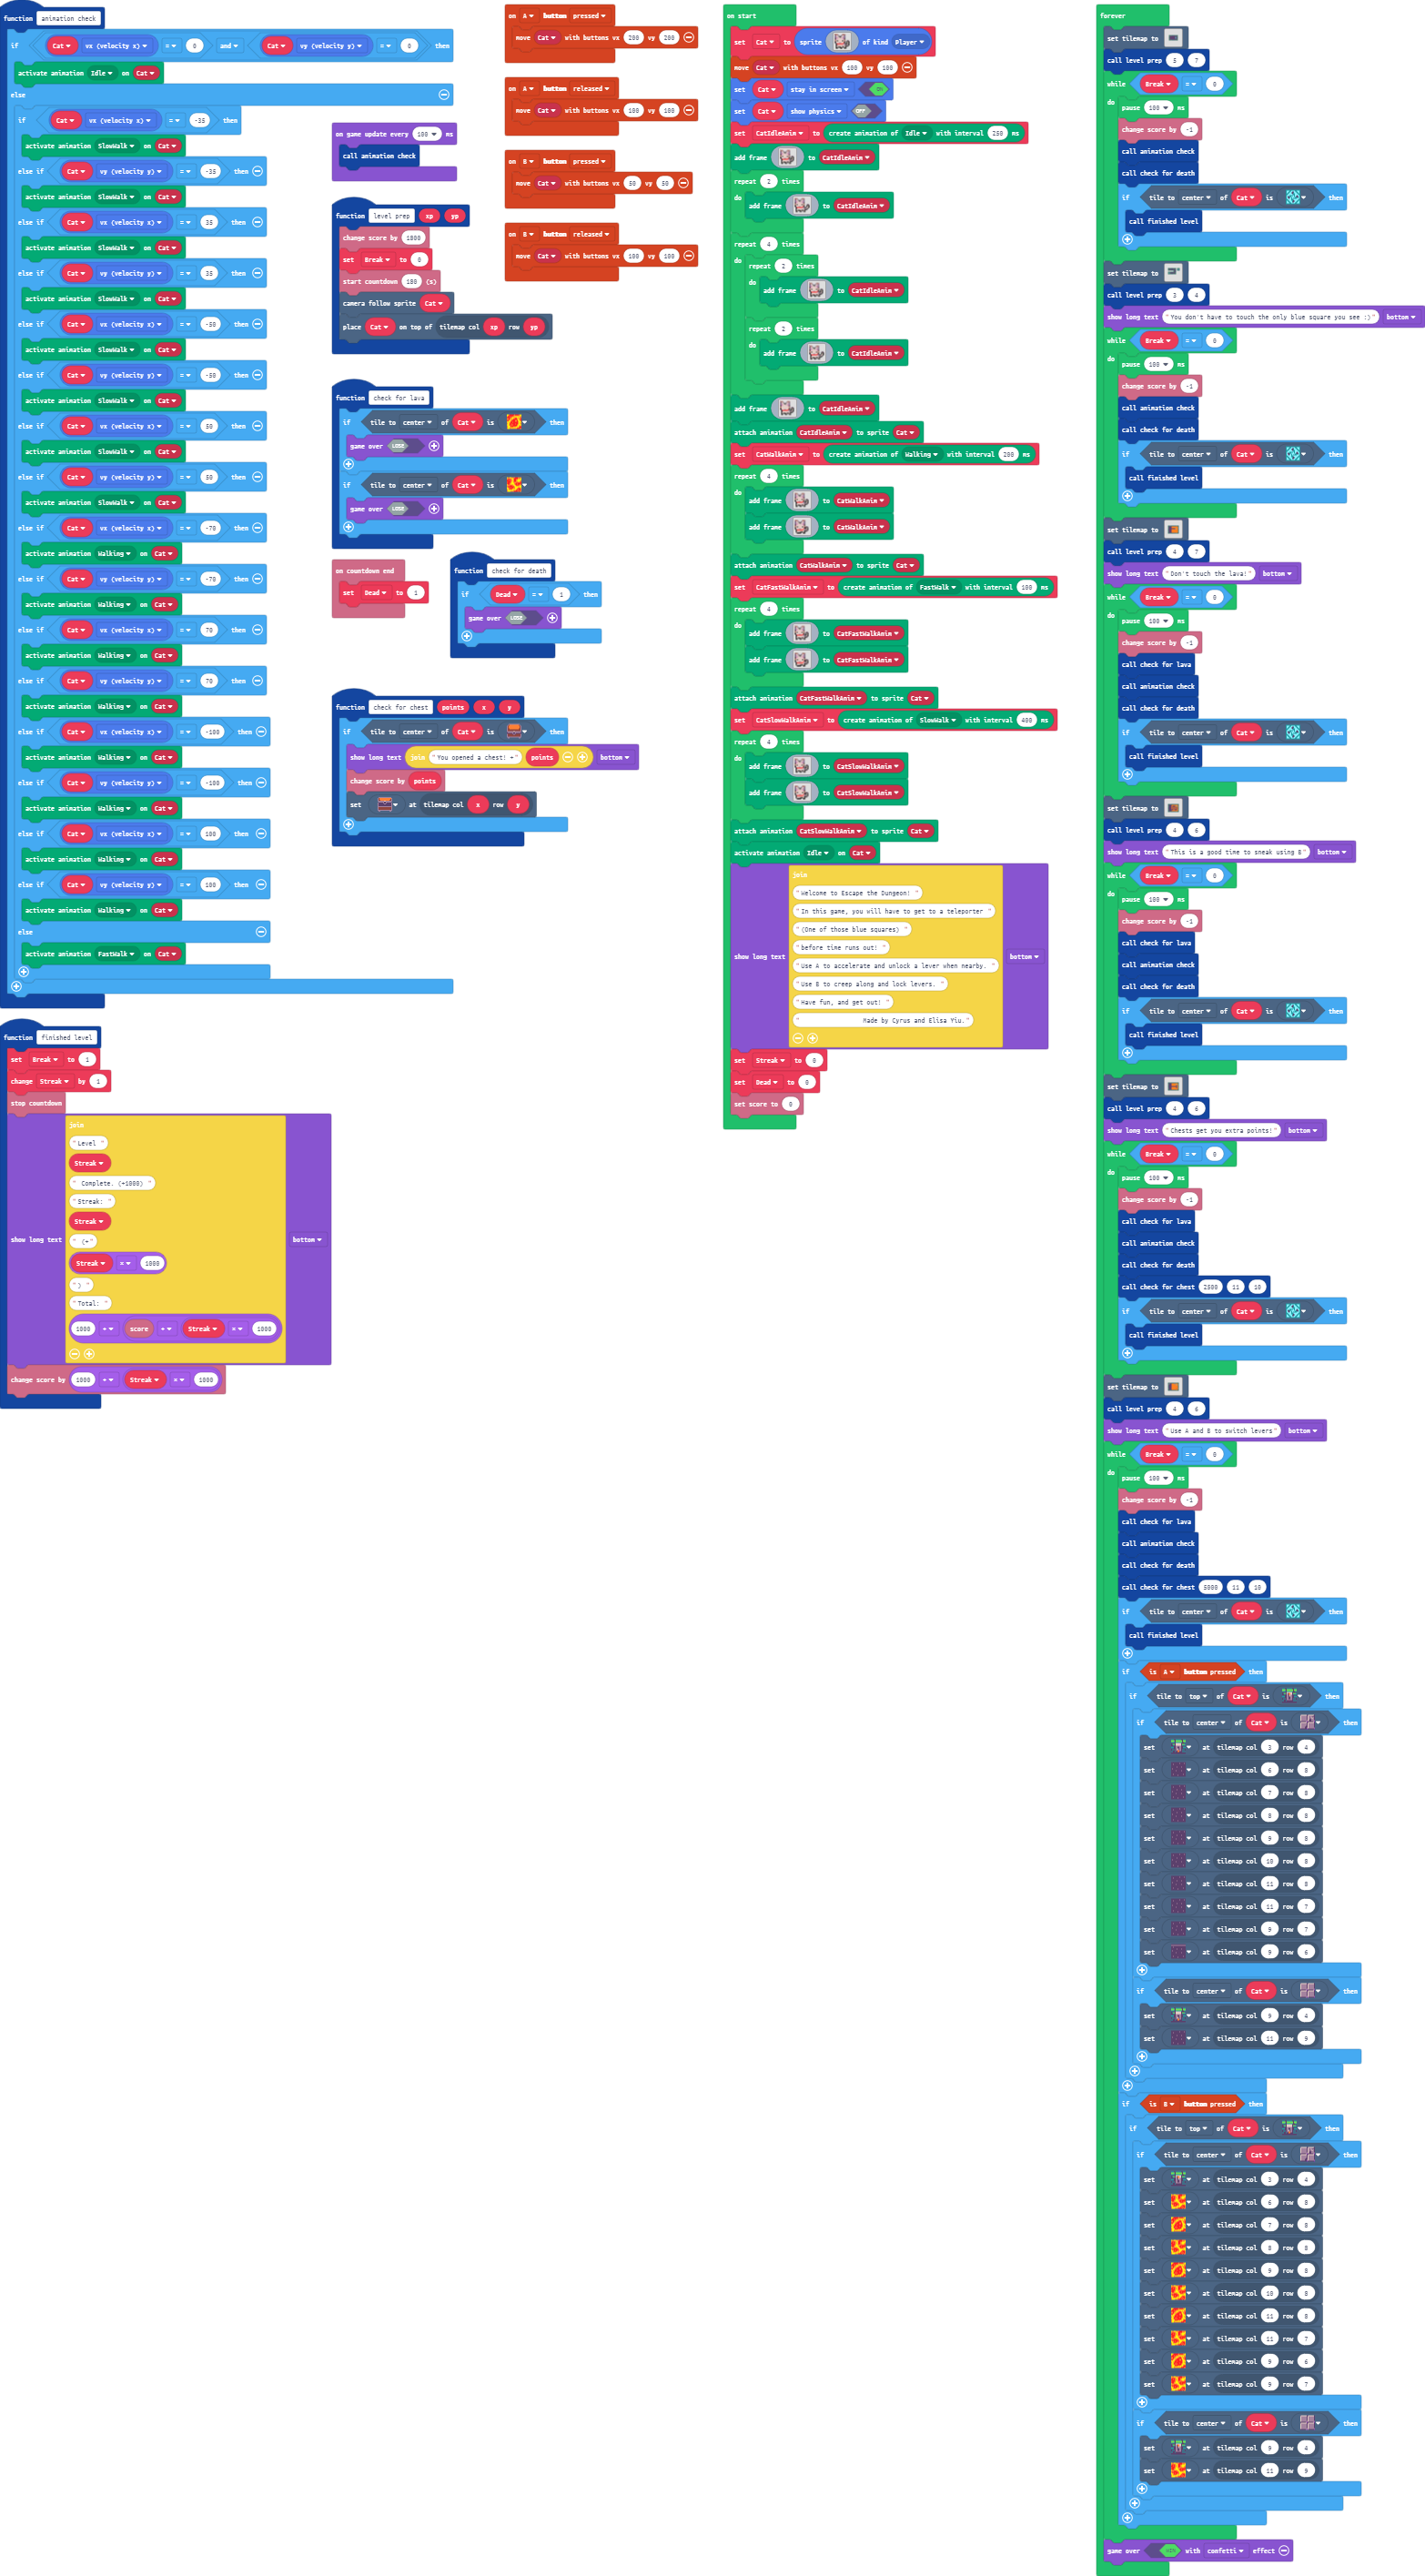 function animation check
if Cat vx (velocity x) = 0 and Cat vy (velocity y) = 0 then
activate animation Idle on Cat
else
if Cat vx (velocity x) = -35 then
activate animation SlowWalk on Cat
else if Cat vy (velocity y) = -35 then
activate animation SlowWalk on Cat
else if Cat vx (velocity x) = 35 then
activate animation SlowWalk on Cat
else if Cat vy (velocity y) = 35 then
activate animation SlowWalk on Cat
else if Cat vx (velocity x) = -50 then
activate animation SlowWalk on Cat
else if Cat vy (velocity y) = -50 then
activate animation SlowWalk on Cat
else if Cat vx (velocity x) = 50 then
activate animation SlowWalk on Cat
else if Cat vy (velocity y) = 50 then
activate animation SlowWalk on Cat
else if Cat vx (velocity x) = -70 then
activate animation Walking on Cat
else if Cat vy (velocity y) = -70 then
activate animation Walking on Cat
else if Cat vx (velocity x) = 70 then
activate animation Walking on Cat
else if Cat vy (velocity y) = 70 then
activate animation Walking on Cat
else if Cat vx (velocity x) = -100 then
activate animation Walking on Cat
else if Cat vy (velocity y) = -100 then
activate animation Walking on Cat
else if Cat vx (velocity x) = 100 then
activate animation Walking on Cat
else if Cat vy (velocity y) = 100 then
activate animation Walking on Cat
else
activate animation FastWalk on Cat
function finished level
set Break to 1
change Streak by 1
stop countdown
show long text
join
"Level "
Streak
" Complete. (+1000) "
"Streak: "
Streak
" (+"
Streak × 1000
") "
"Total: "
1000 + score + Streak × 1000
bottom
change score by 1000 + Streak × 1000
on game update every 100 ms
call animation check
function level prep xp yp
change score by 1800
set Break to 0
start countdown 180 (s)
camera follow sprite Cat
place Cat on top of tilemap col xp row yp
function check for lava
if tile to center of Cat is then
game over LOSE
if tile to center of Cat is then
game over LOSE
on countdown end
set Dead to 1
function check for death
if Dead = 1 then
game over LOSE
function check for chest points x y
if tile to center of Cat is then
show long text join "You opened a chest! +" points bottom
change score by points
set at tilemap col x row y
on A button pressed
move Cat with buttons vx 200 vy 200
on A button released
move Cat with buttons vx 100 vy 100
on B button pressed
move Cat with buttons vx 50 vy 50
on B button released
move Cat with buttons vx 100 vy 100
on start
set Cat to sprite of kind Player
move Cat with buttons vx 100 vy 100
set Cat stay in screen ON
set Cat show physics OFF
set CatIdleAnim to create animation of Idle with interval 250 ms
add frame to CatIdleAnim
repeat 2 times
do
add frame to CatIdleAnim
repeat 4 times
do
repeat 2 times
do
add frame to CatIdleAnim
repeat 2 times
do
add frame to CatIdleAnim
add frame to CatIdleAnim
attach animation CatIdleAnim to sprite Cat
set CatWalkAnim to create animation of Walking with interval 200 ms
repeat 4 times
do
add frame to CatWalkAnim
add frame to CatWalkAnim
attach animation CatWalkAnim to sprite Cat
set CatFastWalkAnim to create animation of FastWalk with interval 100 ms
repeat 4 times
do
add frame to CatFastWalkAnim
add frame to CatFastWalkAnim
attach animation CatFastWalkAnim to sprite Cat
set CatSlowWalkAnim to create animation of SlowWalk with interval 400 ms
repeat 4 times
do
add frame to CatSlowWalkAnim
add frame to CatSlowWalkAnim
attach animation CatSlowWalkAnim to sprite Cat
activate animation Idle on Cat
show long text
join
"Welcome to Escape the Dungeon! "
"In this game, you will have to get to a teleporter "
"(One of those blue squares) "
"before time runs out! "
"Use A to accelerate and unlock a lever when nearby. "
"Use B to creep along and lock levers. "
"Have fun, and get out! "
" Made by Cyrus and Elisa Yiu."
bottom
set Streak to 0
set Dead to 0
set score to 0
forever
set tilemap to
call level prep 5 7
while Break = 0
do
pause 100 ms
change score by -1
call animation check
call check for death
if tile to center of Cat is then
call finished level
set tilemap to
call level prep 3 4
show long text "You don't have to touch the only blue square you see :)" bottom
while Break = 0
do
pause 100 ms
change score by -1
call animation check
call check for death
if tile to center of Cat is then
call finished level
set tilemap to
call level prep 4 7
show long text "Don't touch the lava!" bottom
while Break = 0
do
pause 100 ms
change score by -1
call check for lava
call animation check
call check for death
if tile to center of Cat is then
call finished level
set tilemap to
call level prep 4 6
show long text "This is a good time to sneak using B" bottom
while Break = 0
do
pause 100 ms
change score by -1
call check for lava
call animation check
call check for death
if tile to center of Cat is then
call finished level
set tilemap to
call level prep 4 6
show long text "Chests get you extra points!" bottom
while Break = 0
do
pause 100 ms
change score by -1
call check for lava
call animation check
call check for death
call check for chest 2500 11 10
if tile to center of Cat is then
call finished level
set tilemap to
call level prep 4 6
show long text "Use A and B to switch levers" bottom
while Break = 0
do
pause 100 ms
change score by -1
call check for lava
call animation check
call check for death
call check for chest 5000 11 10
if tile to center of Cat is then
call finished level
if is A button pressed then
if tile to top of Cat is then
if tile to center of Cat is then
set at tilemap col 3 row 4
set at tilemap col 6 row 8
set at tilemap col 7 row 8
set at tilemap col 8 row 8
set at tilemap col 9 row 8
set at tilemap col 10 row 8
set at tilemap col 11 row 8
set at tilemap col 11 row 7
set at tilemap col 9 row 7
set at tilemap col 9 row 6
if tile to center of Cat is then
set at tilemap col 9 row 4
set at tilemap col 11 row 9
if is B button pressed then
if tile to top of Cat is then
if tile to center of Cat is then
set at tilemap col 3 row 4
set at tilemap col 6 row 8
set at tilemap col 7 row 8
set at tilemap col 8 row 8
set at tilemap col 9 row 8
set at tilemap col 10 row 8
set at tilemap col 11 row 8
set at tilemap col 11 row 7
set at tilemap col 9 row 6
set at tilemap col 9 row 7
if tile to center of Cat is then
set at tilemap col 9 row 4
set at tilemap col 11 row 9
game over WIN with confetti effect